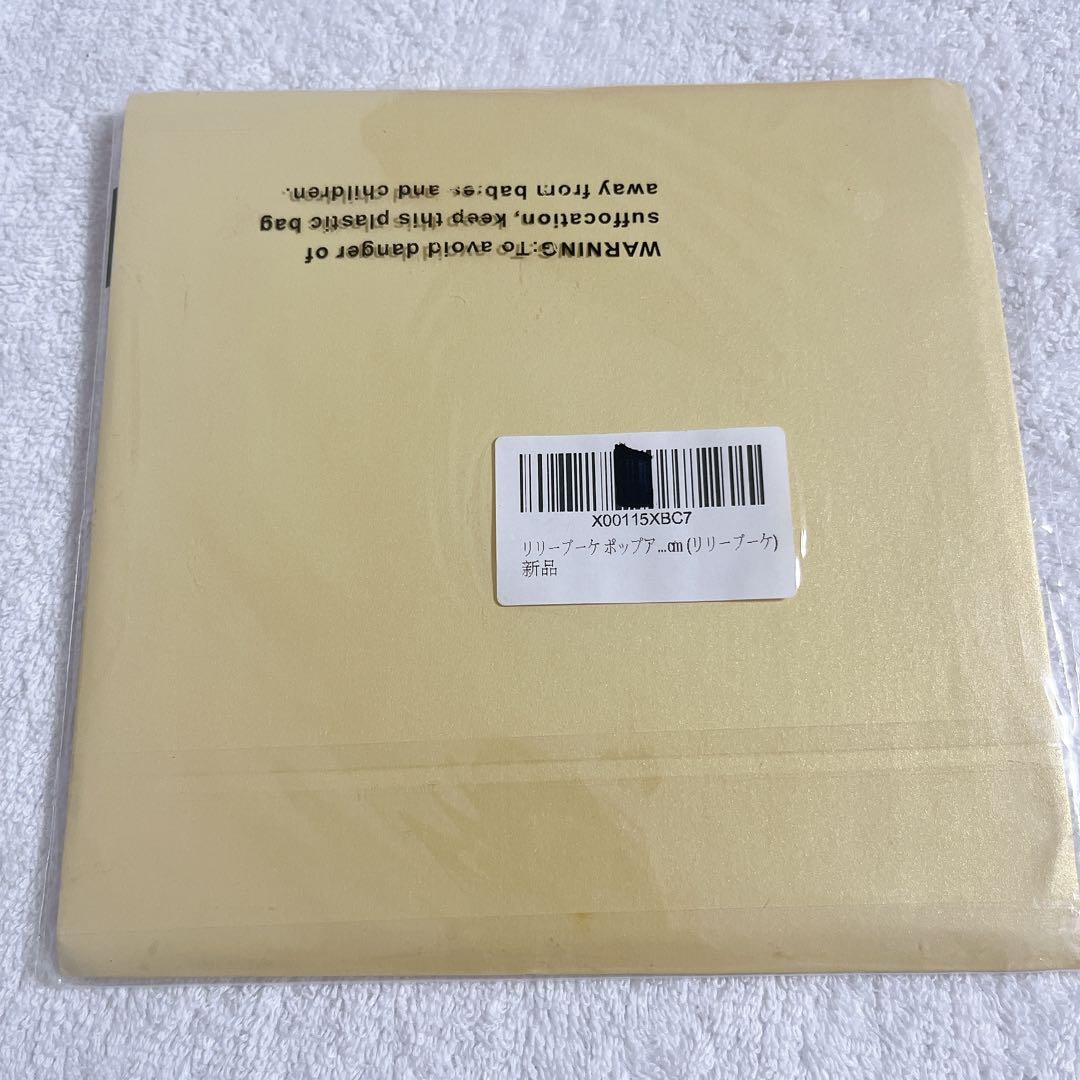 WARNING:To avoid danger of
suffocation, keep this plastic bag
away from babies and children.
X00115XBC7
リリーブーケ ポップア...cm (リリーブーケ)
新品